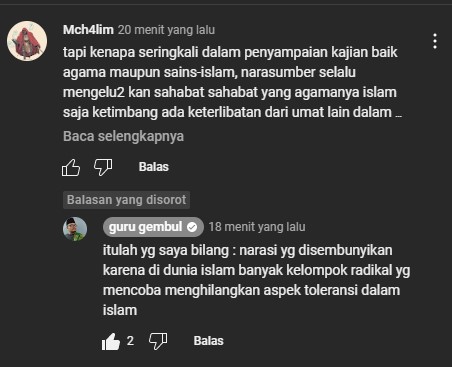 Mch4lim 20 menit yang lalu
tapi kenapa seringkali dalam penyampaian kajian baik
agama maupun sains-islam, narasumber selalu
mengelu2 kan sahabat sahabat yang agamanya islam
saja ketimbang ada keterlibatan dari umat lain dalam ...
Baca selengkapnya
Balas
Balasan yang disorot
guru gembul 18 menit yang lalu
itulah yg saya bilang : narasi yg disembunyikan
karena di dunia islam banyak kelompok radikal yg
mencoba menghilangkan aspek toleransi dalam
islam
2 Balas